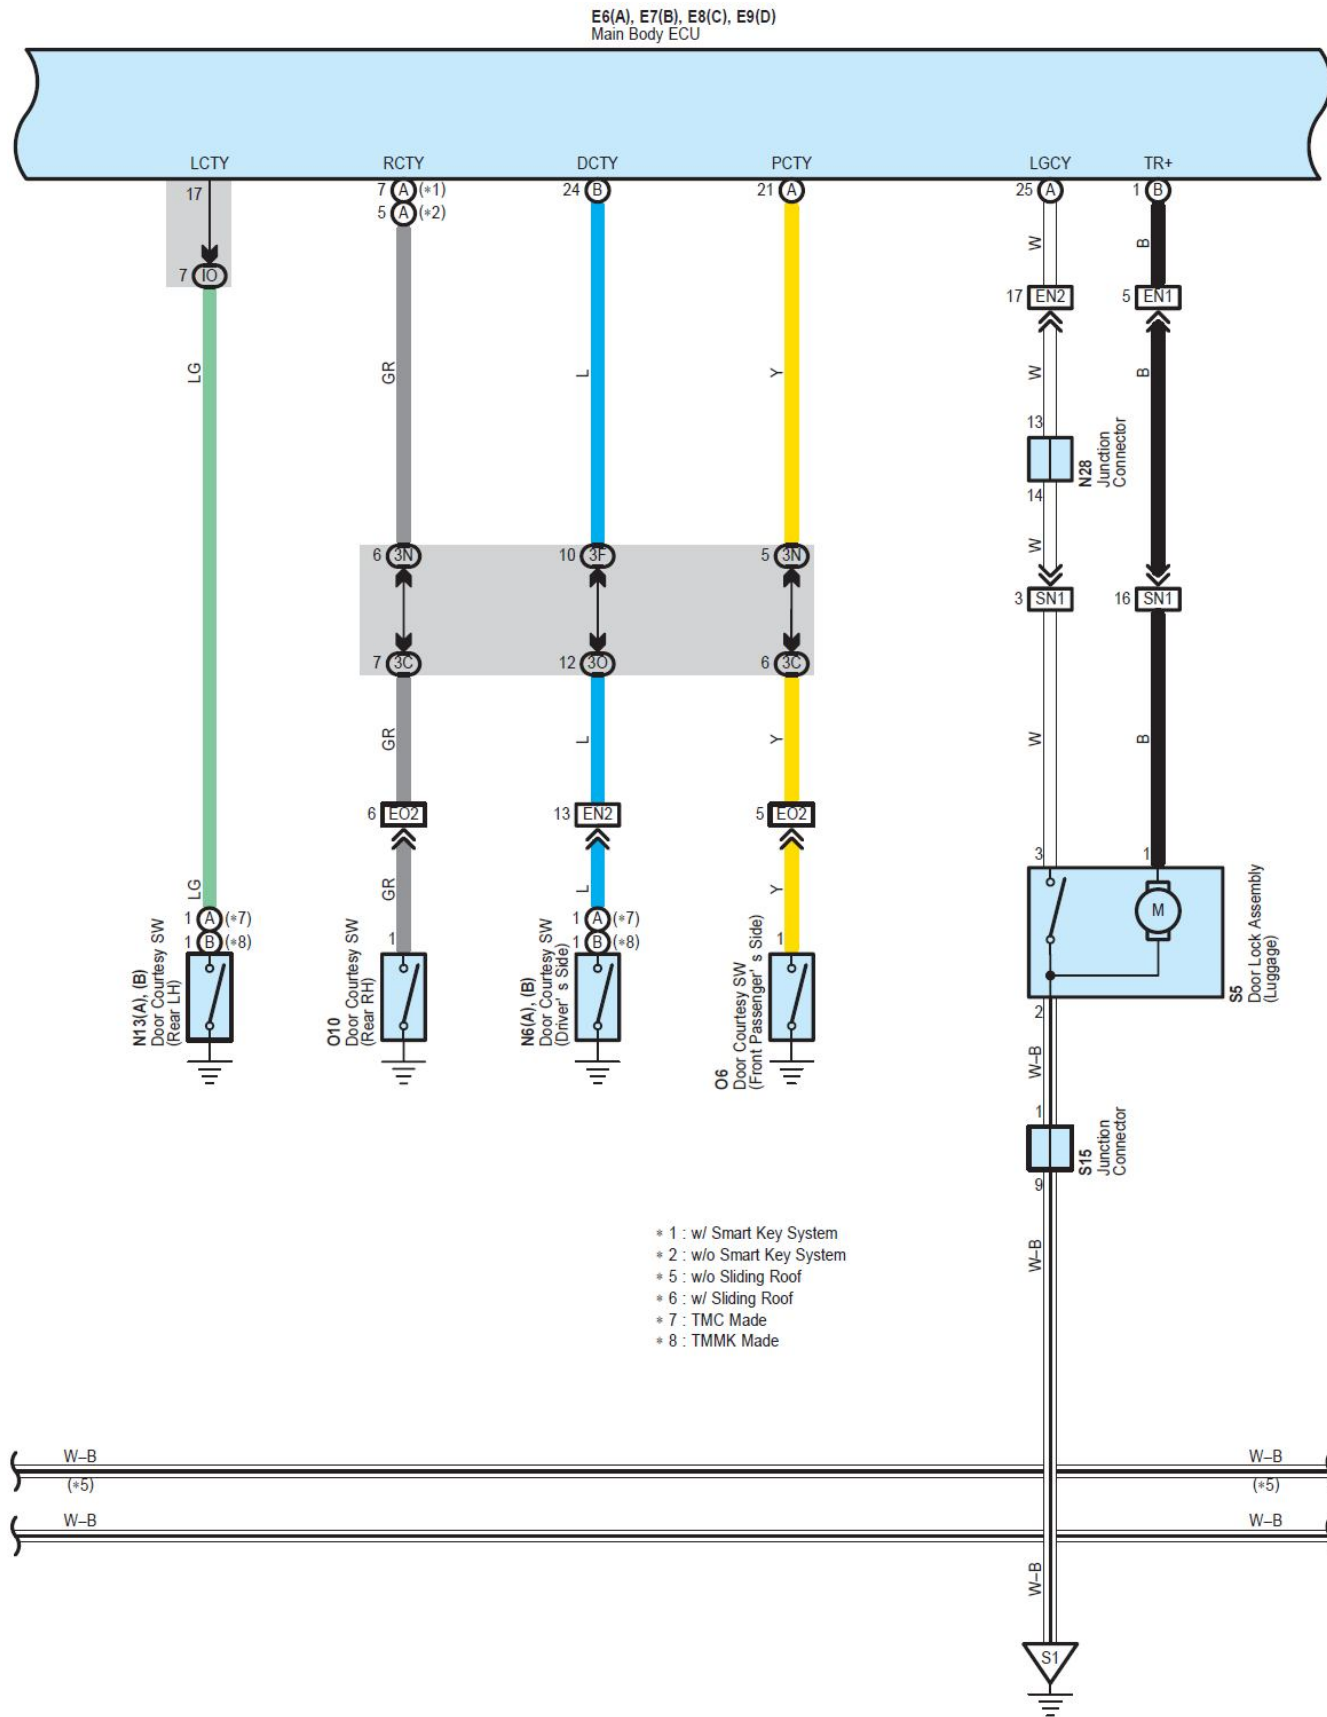 E6(A), E7(B), E8(C), E9(D)
Main Body ECU
LCTY RCTY DCTY PCTY LGCY TR+
17 7 A (*1) 24 B 21 A 25 A 1 B
5 A (*2)
W B
7 IO
17 EN2 5 EN1
LG GR L Y W B
13
N28
Junction
Connector
14
W
6 3N 10 3F 5 3N
3 SN1 16 SN1
7 3C 12 3O 6 3C
GR L Y W B
6 EO2 13 EN2 5 EO2
3 1
LG GR L Y
1 A (*7) 1 A (*7)
1 B (*8) 1 1 B (*8) 1
M
N13(A), (B)
Door Courtesy SW
(Rear LH)
O10
Door Courtesy SW
(Rear RH)
N6(A), (B)
Door Courtesy SW
(Driver' s Side)
O6
Door Courtesy SW
(Front Passenger' s Side)
S5
Door Lock Assembly
(Luggage)
2
W–B
1
S15
Junction
Connector
9
W–B
* 1 : w/ Smart Key System
* 2 : w/o Smart Key System
* 5 : w/o Sliding Roof
* 6 : w/ Sliding Roof
* 7 : TMC Made
* 8 : TMMK Made
W–B W–B
(*5) (*5)
W–B W–B
W–B
S1